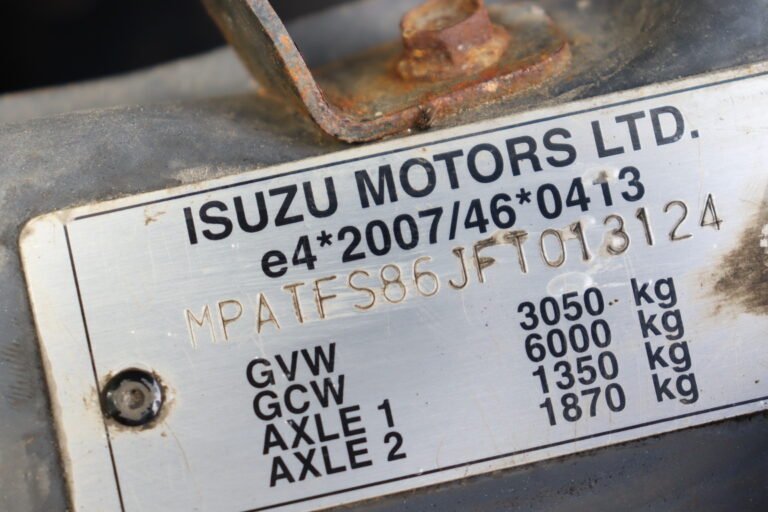 ISUZU MOTORS LTD.
e4*2007/46*0413
MPATFS86JFT013124
GVW 3050 kg
GCW 6000 kg
AXLE 1 1350 kg
AXLE 2 1870 kg